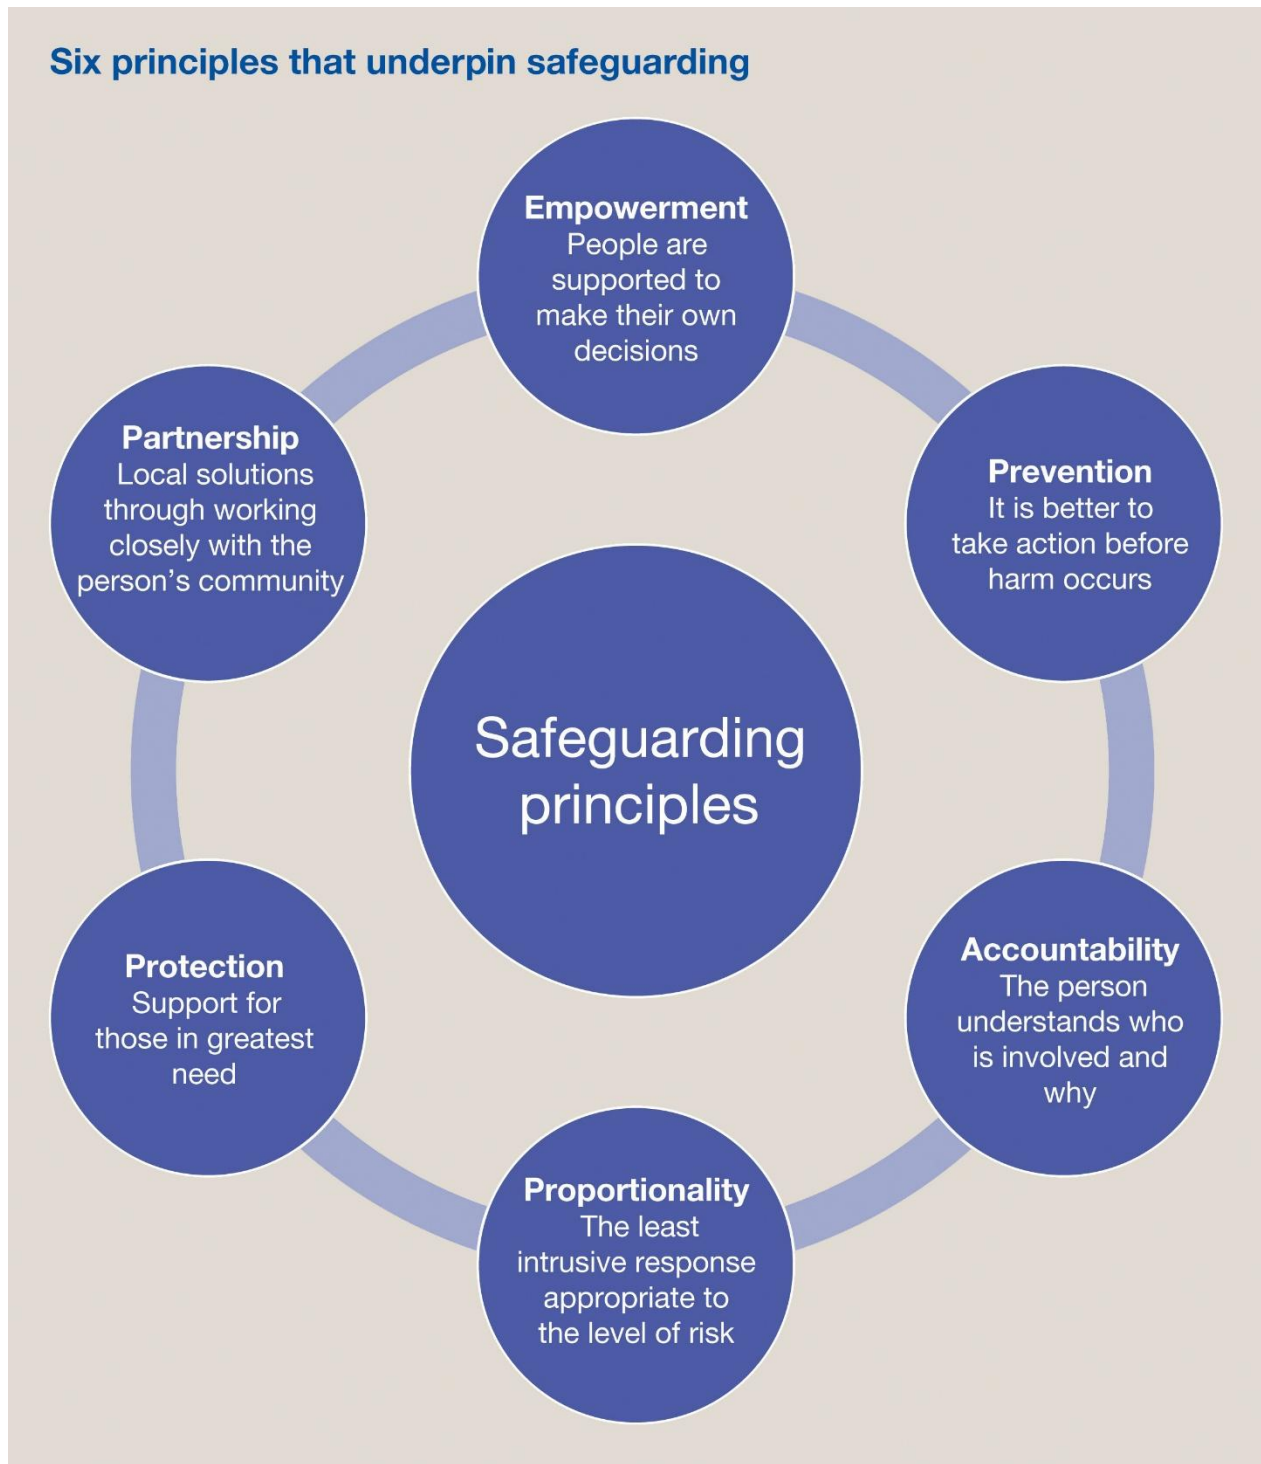 Six principles that underpin safeguarding
Empowerment
People are
supported to
make their own
decisions
Prevention
It is better to
take action before
harm occurs
Accountability
The person
understands who
is involved and
why
Proportionality
The least
intrusive response
appropriate to
the level of risk
Protection
Support for
those in greatest
need
Partnership
Local solutions
through working
closely with the
person’s community
Safeguarding
principles